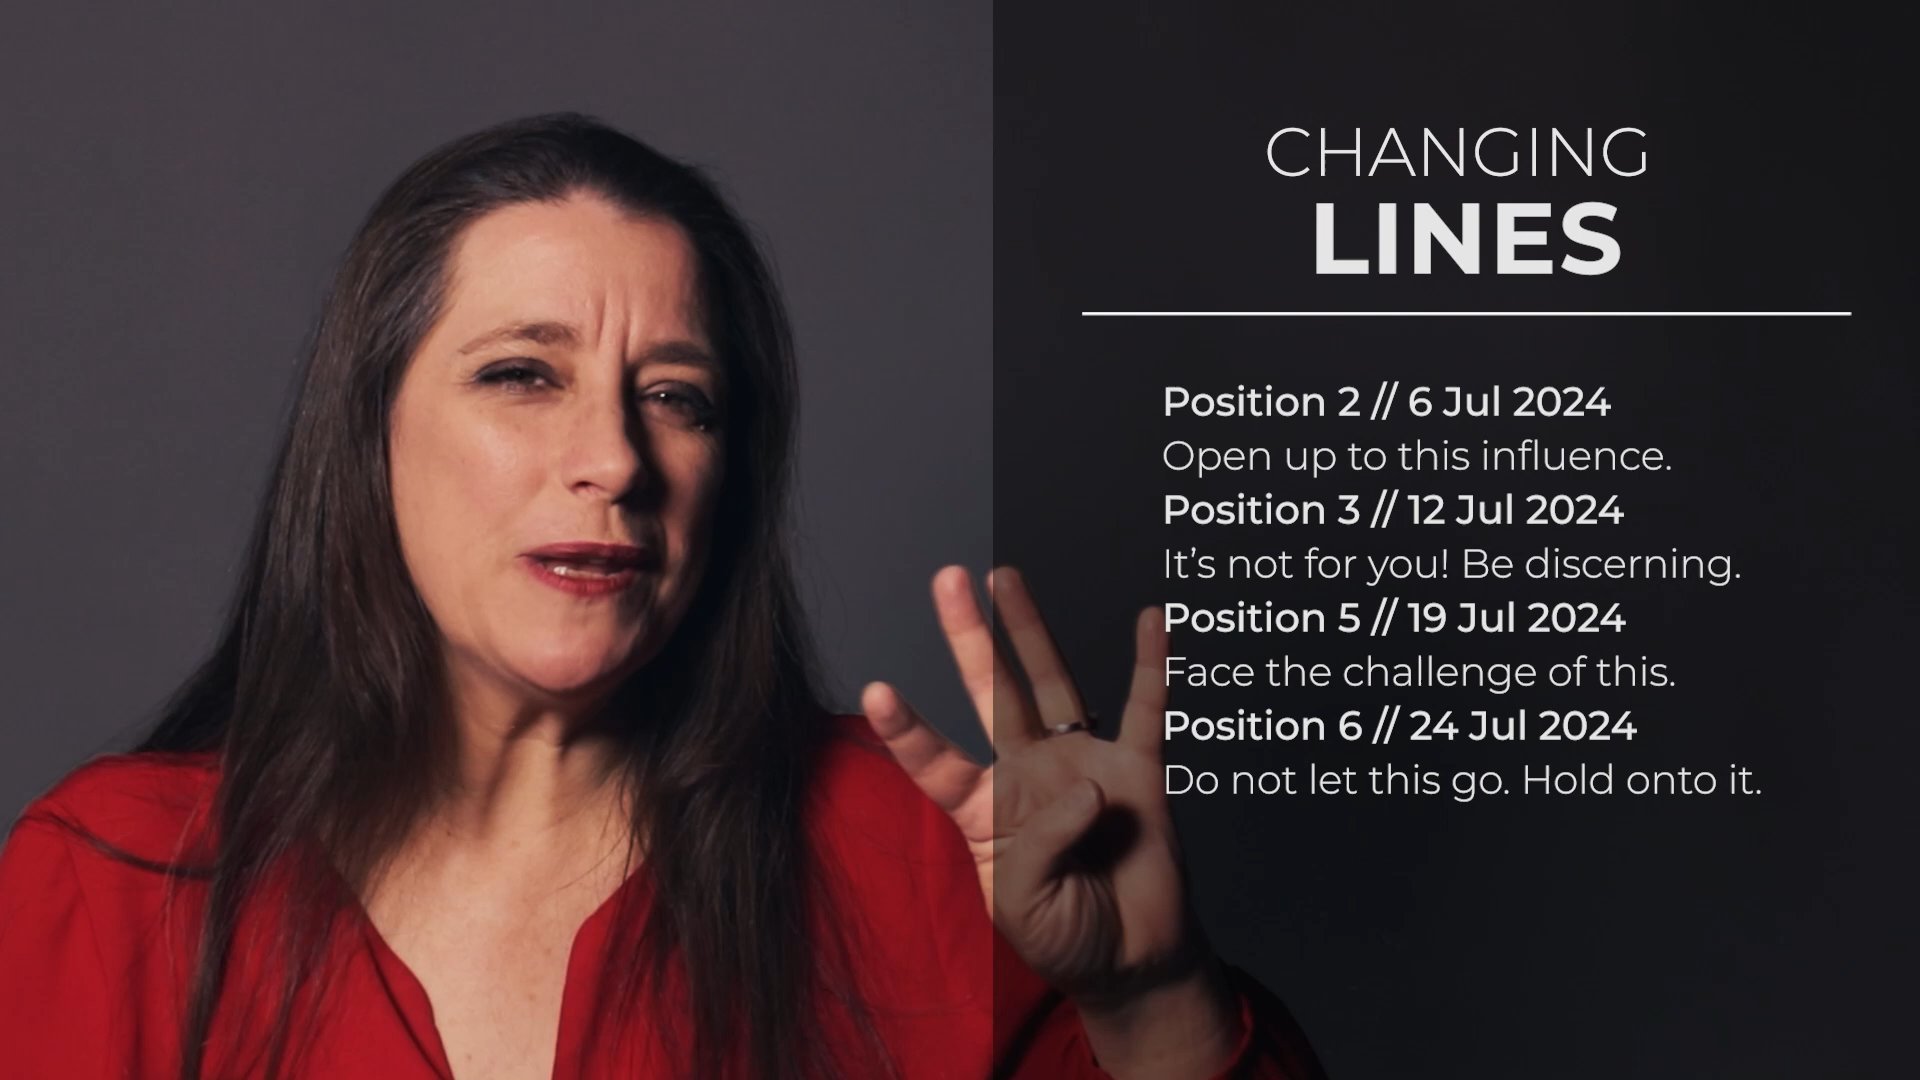 CHANGING
LINES
Position 2 // 6 Jul 2024
Open up to this influence.
Position 3 // 12 Jul 2024
It’s not for you! Be discerning.
Position 5 // 19 Jul 2024
Face the challenge of this.
Position 6 // 24 Jul 2024
Do not let this go. Hold onto it.